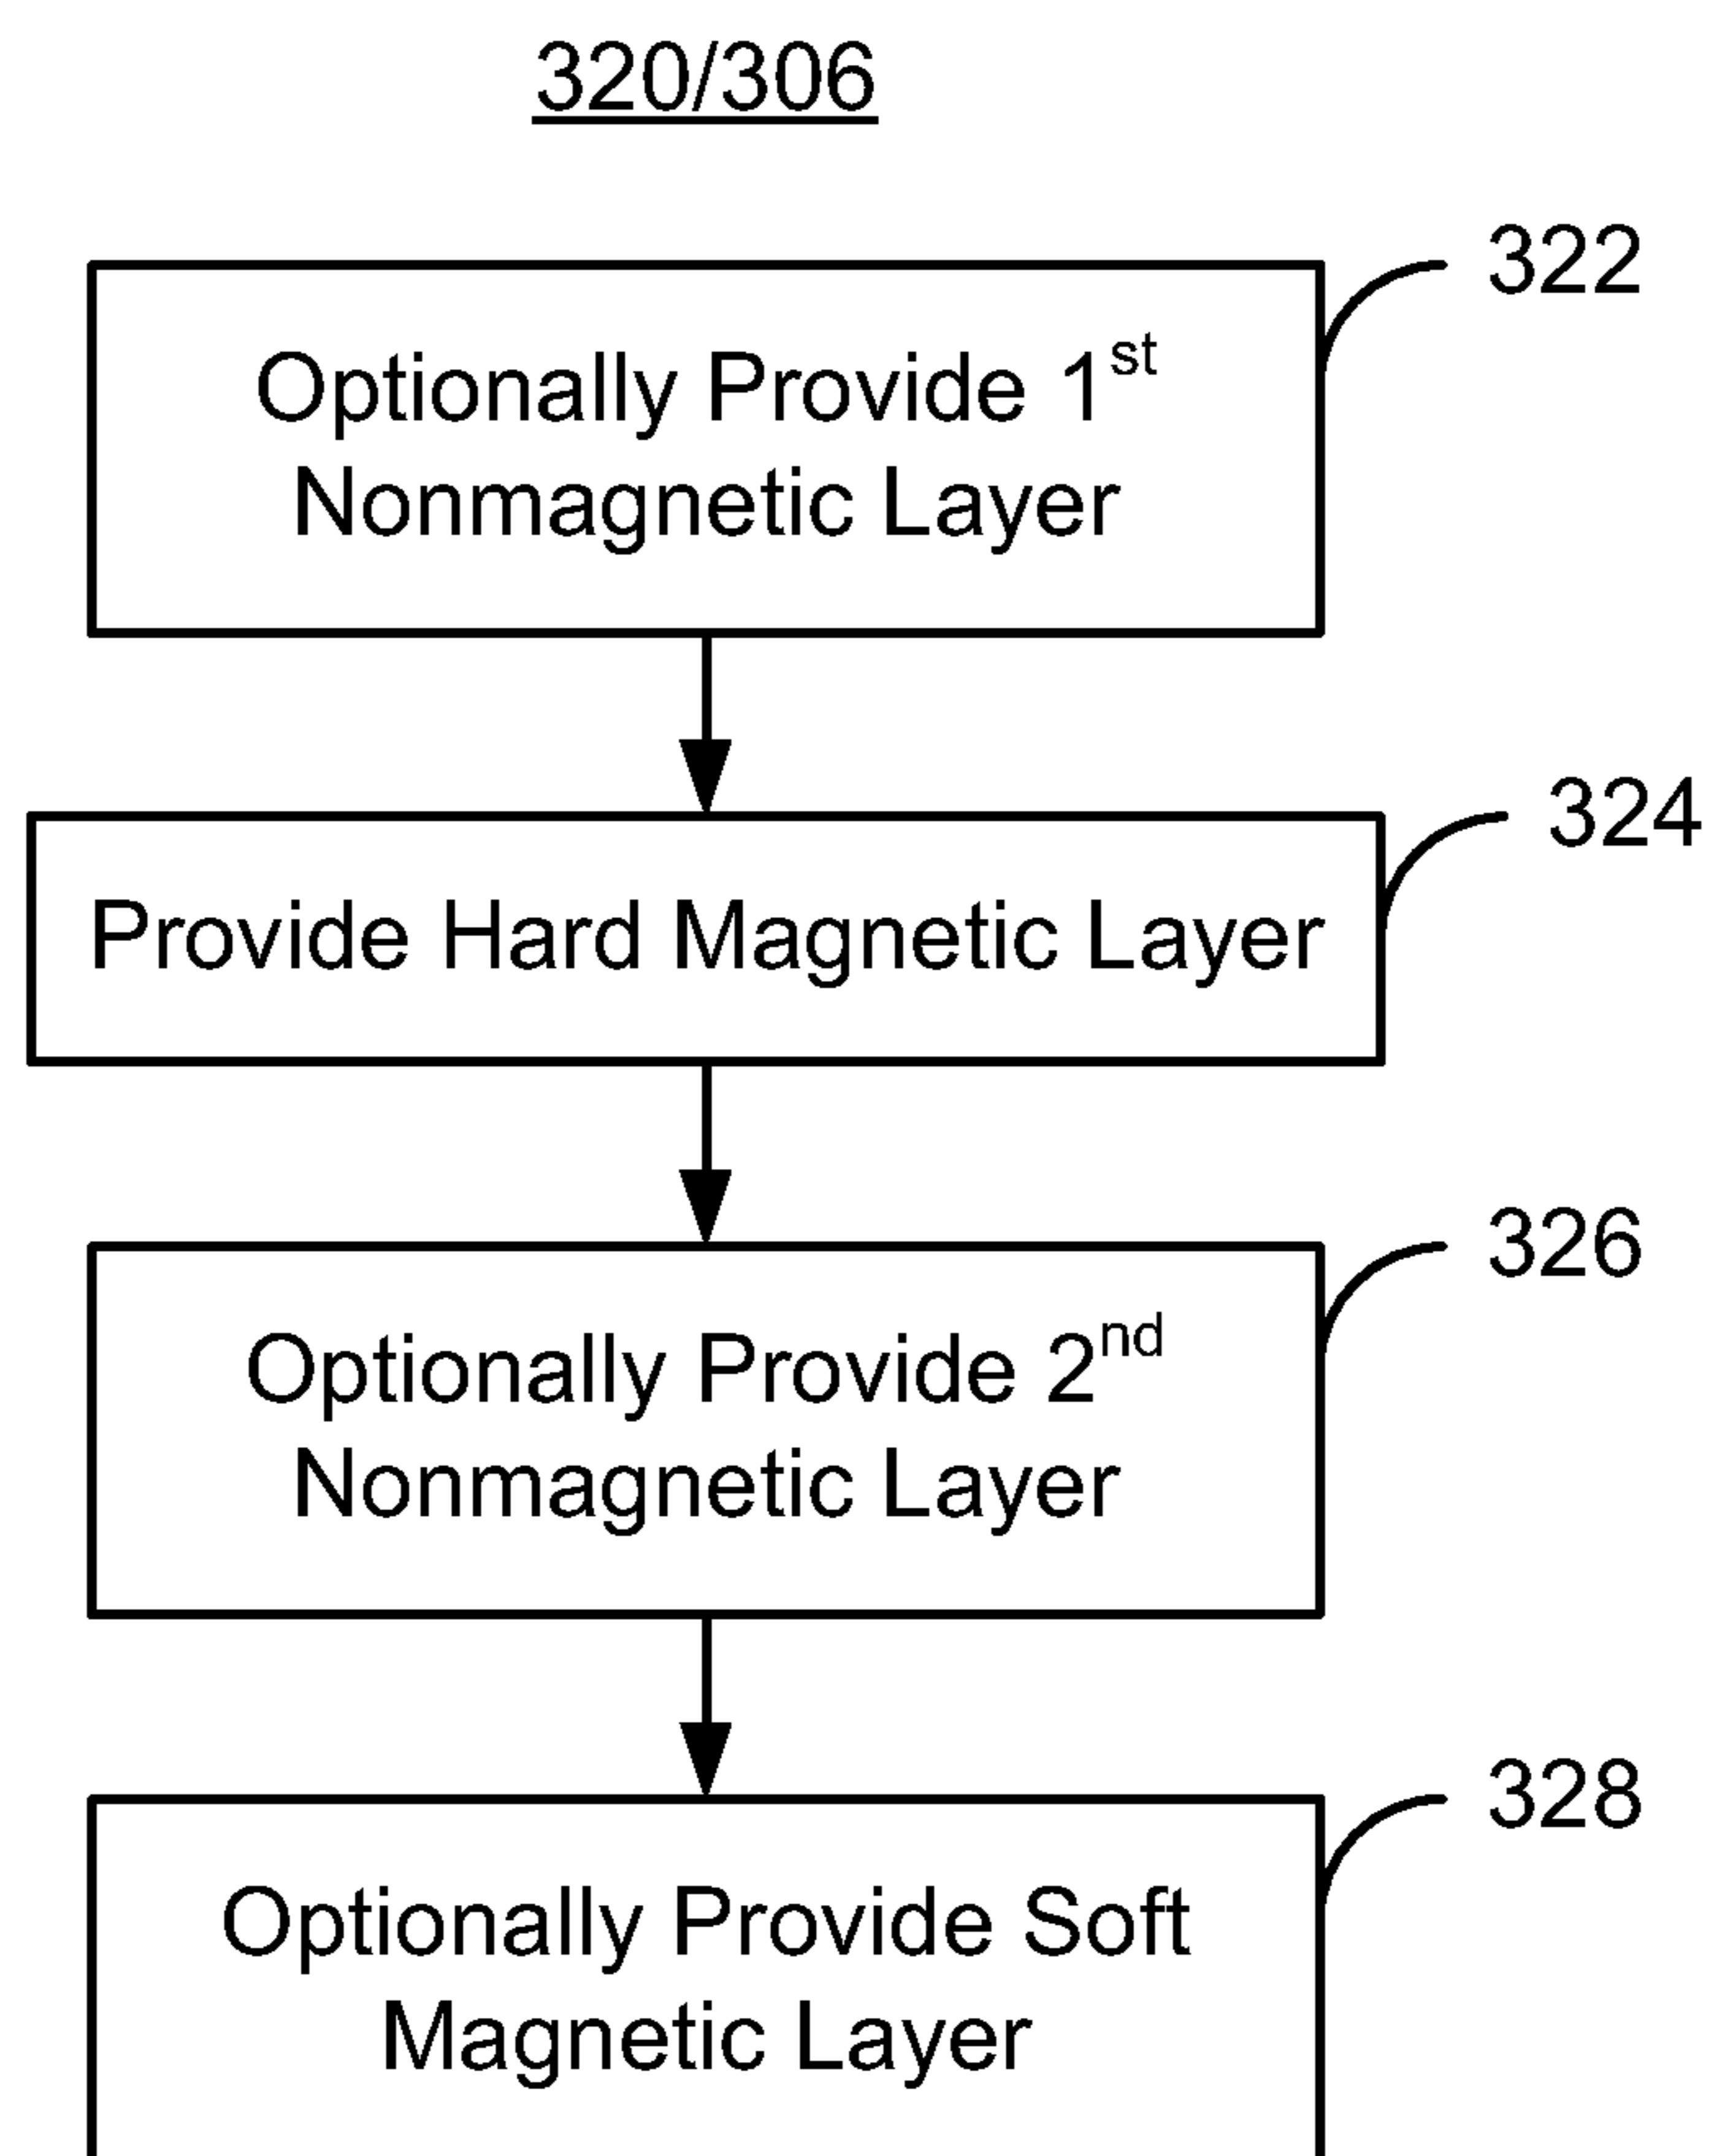 320/306
322
Optionally Provide 1st
Nonmagnetic Layer
324
Provide Hard Magnetic Layer
326
Optionally Provide 2nd
Nonmagnetic Layer
328
Optionally Provide Soft
Magnetic Layer